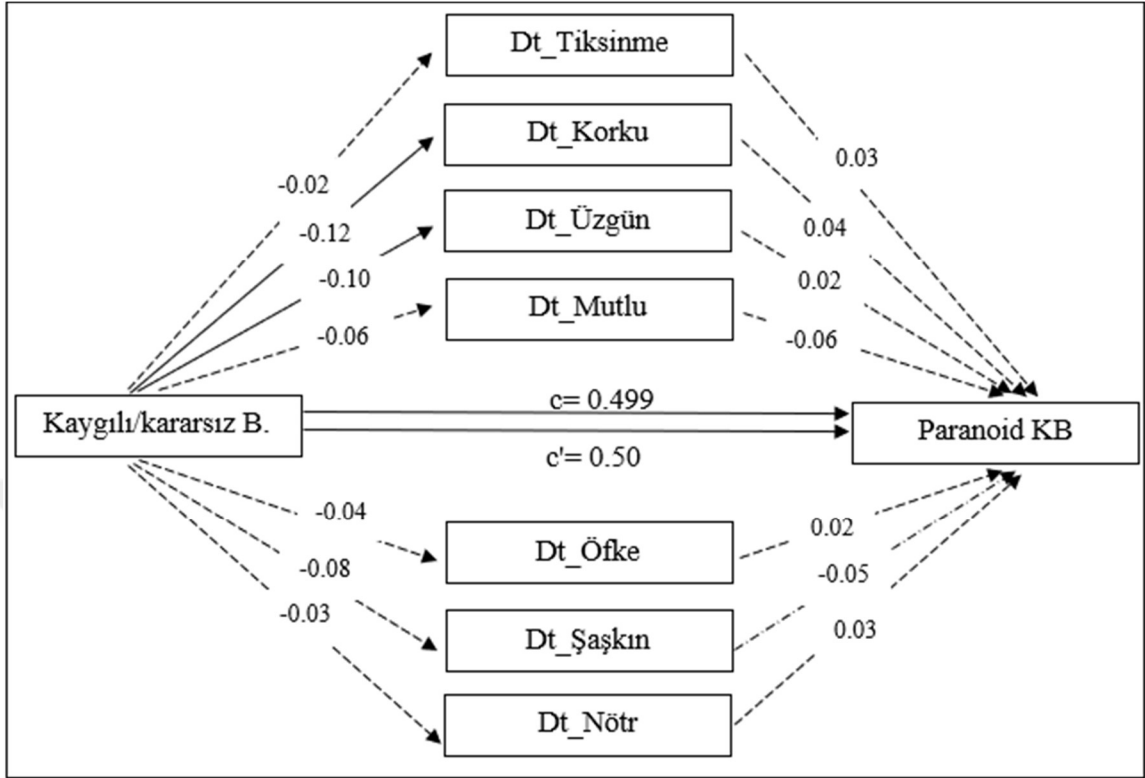 Dt_Tiksinme
Dt_Korku
Dt_Üzgün
Dt_Mutlu
-0.02
-0.12
-0.10
-0.06
0.03
0.04
0.02
-0.06
Kaygılı/kararsız B.
c= 0.499
c'= 0.50
Paranoid KB
-0.04
-0.08
-0.03
Dt_Öfke
Dt_Şaşkın
Dt_Nötr
0.02
-0.05
0.03